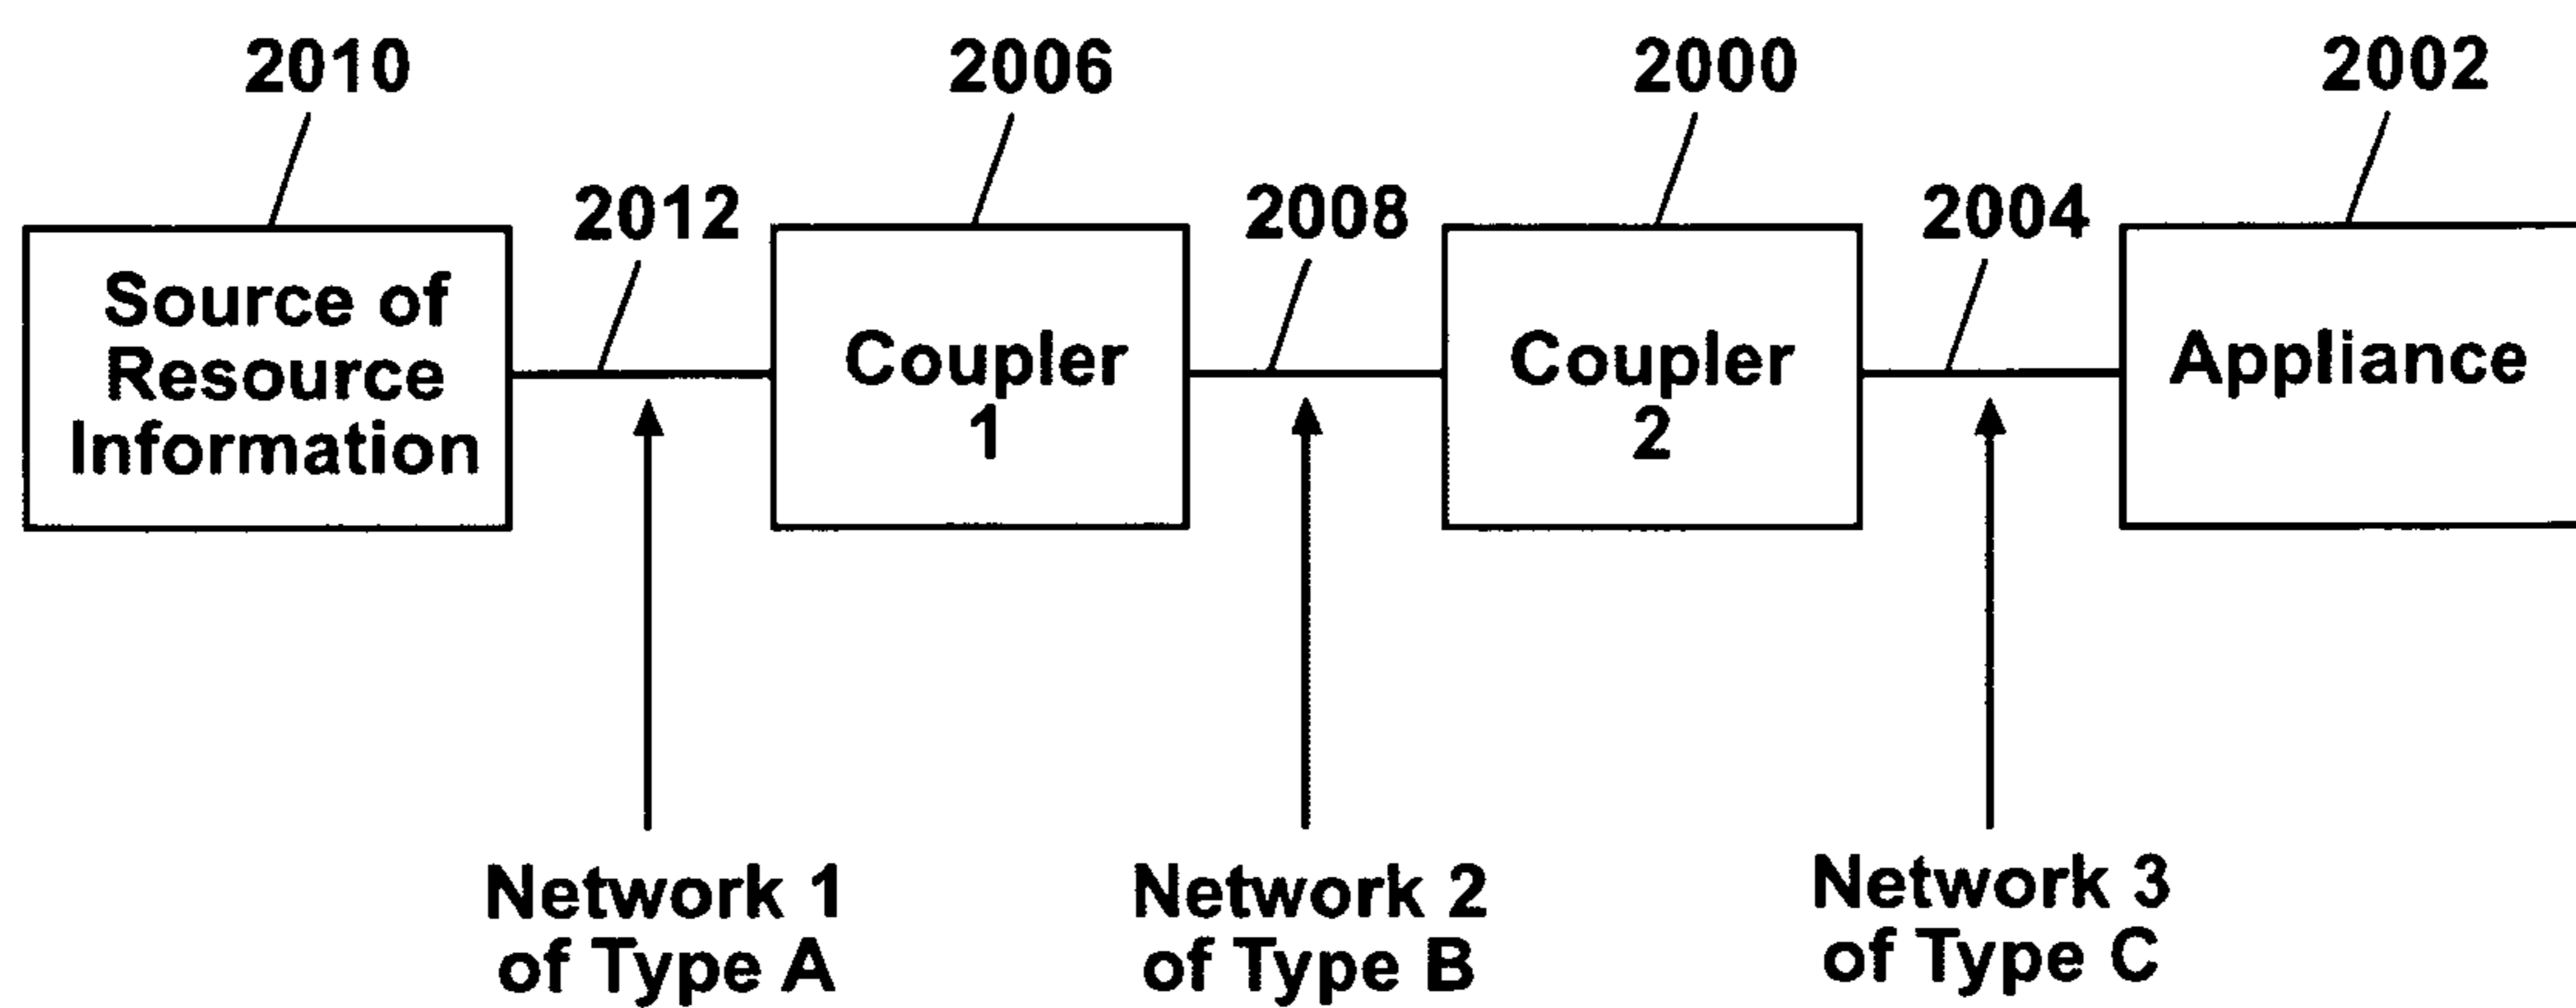 2010
2006
2000
2002
2012
2008
2004
Source of
Resource
Information
Coupler
1
Coupler
2
Appliance
Network 1
of Type A
Network 2
of Type B
Network 3
of Type C